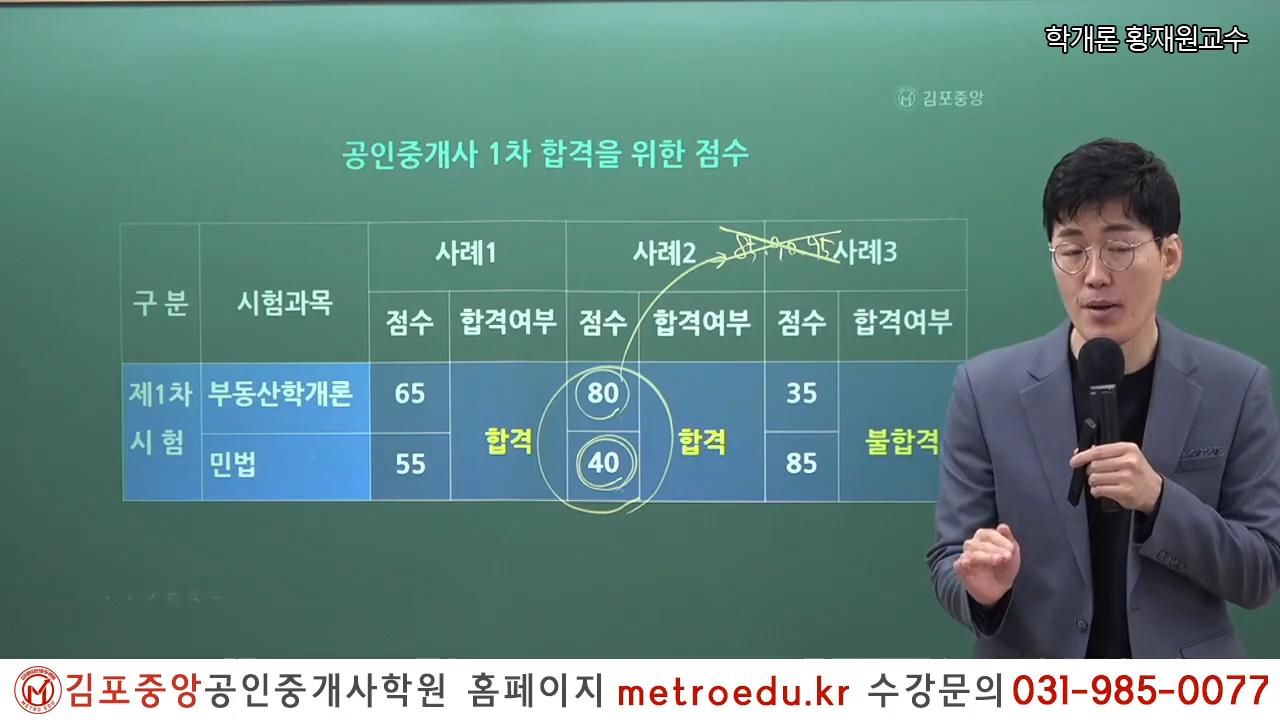 학개론 황재원교수
김포중앙
공인중개사 1차 합격을 위한 점수
구 분 시험과목 사례1 사례2 85, 90, 95 사례3
점수 합격여부 점수 합격여부 점수 합격여부
제1차 시 험 부동산학개론 65 합격 80 합격 35 불합격
민법 55 40 85
김포중앙공인중개사학원 홈페이지 metroedu.kr 수강문의 031-985-0077